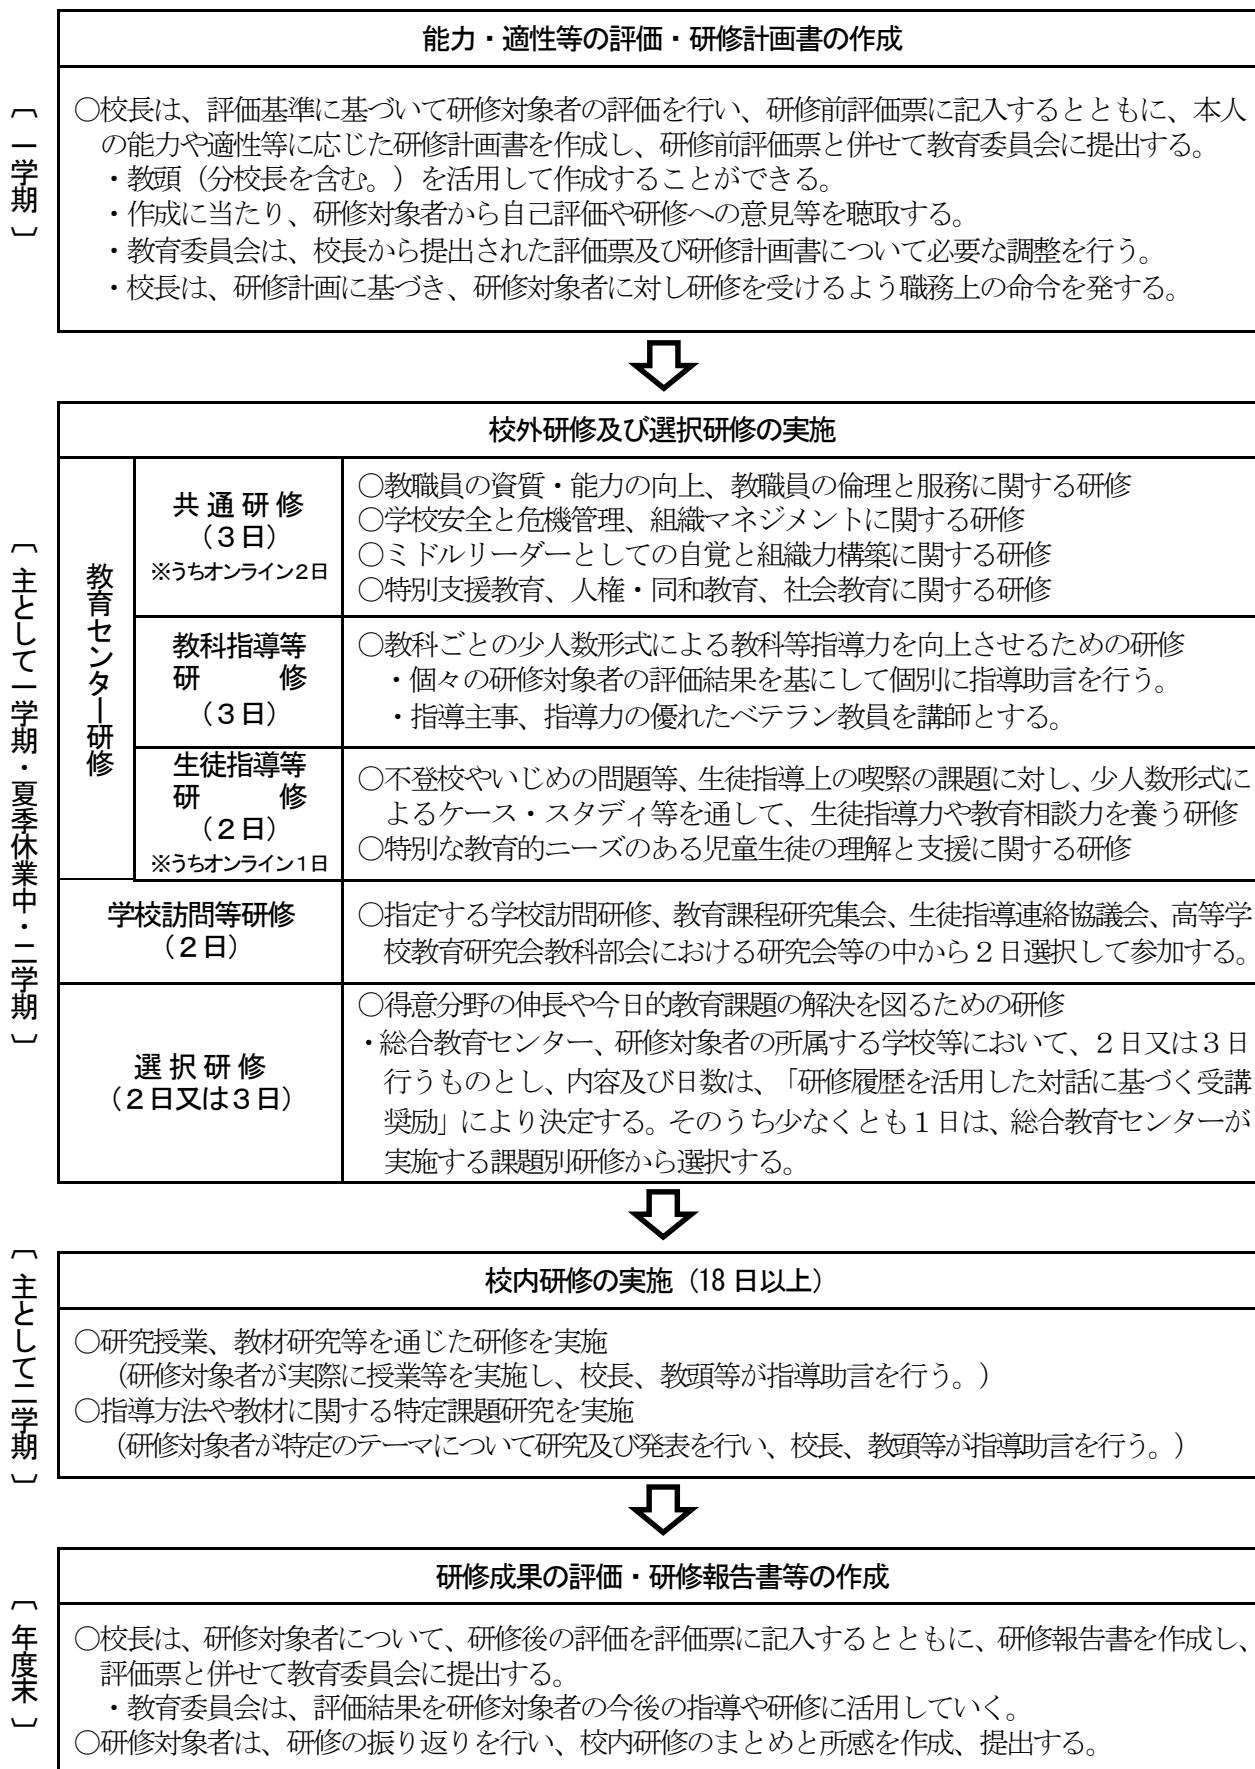 能力・適性等の評価・研修計画書の作成
〔一学期〕
○校長は、評価基準に基づいて研修対象者の評価を行い、研修前評価票に記入するとともに、本人
の能力や適性等に応じた研修計画書を作成し、研修前評価票と併せて教育委員会に提出する。
・教頭（分校長を含む。）を活用して作成することができる。
・作成に当たり、研修対象者から自己評価や研修への意見等を聴取する。
・教育委員会は、校長から提出された評価票及び研修計画書について必要な調整を行う。
・校長は、研修計画に基づき、研修対象者に対し研修を受けるよう職務上の命令を発する。
校外研修及び選択研修の実施
〔主として一学期・夏季休業中・二学期〕
教育センター研修
共通研修
（３日）
※うちオンライン２日
○教職員の資質・能力の向上、教職員の倫理と服務に関する研修
○学校安全と危機管理、組織マネジメントに関する研修
○ミドルリーダーとしての自覚と組織力構築に関する研修
○特別支援教育、人権・同和教育、社会教育に関する研修
教科指導等
研　　　修
（３日）
○教科ごとの少人数形式による教科等指導力を向上させるための研修
・個々の研修対象者の評価結果を基にして個別に指導助言を行う。
・指導主事、指導力の優れたベテラン教員を講師とする。
生徒指導等
研　　　修
（２日）
※うちオンライン１日
○不登校やいじめの問題等、生徒指導上の喫緊の課題に対し、少人数形式に
よるケース・スタディ等を通して、生徒指導力や教育相談力を養う研修
○特別な教育的ニーズのある児童生徒の理解と支援に関する研修
学校訪問等研修
（２日）
○指定する学校訪問研修、教育課程研究集会、生徒指導連絡協議会、高等学
校教育研究会教科部会における研究会等の中から２日選択して参加する。
選択研修
（２日又は３日）
○得意分野の伸長や今日的教育課題の解決を図るための研修
・総合教育センター、研修対象者の所属する学校等において、２日又は３日
行うものとし、内容及び日数は、「研修履歴を活用した対話に基づく受講
奨励」により決定する。そのうち少なくとも１日は、総合教育センターが
実施する課題別研修から選択する。
校内研修の実施（18日以上）
〔主として二学期〕
○研究授業、教材研究等を通じた研修を実施
（研修対象者が実際に授業等を実施し、校長、教頭等が指導助言を行う。）
○指導方法や教材に関する特定課題研究を実施
（研修対象者が特定のテーマについて研究及び発表を行い、校長、教頭等が指導助言を行う。）
研修成果の評価・研修報告書等の作成
〔年度末〕
○校長は、研修対象者について、研修後の評価を評価票に記入するとともに、研修報告書を作成し、
評価票と併せて教育委員会に提出する。
・教育委員会は、評価結果を研修対象者の今後の指導や研修に活用していく。
○研修対象者は、研修の振り返りを行い、校内研修のまとめと所感を作成、提出する。